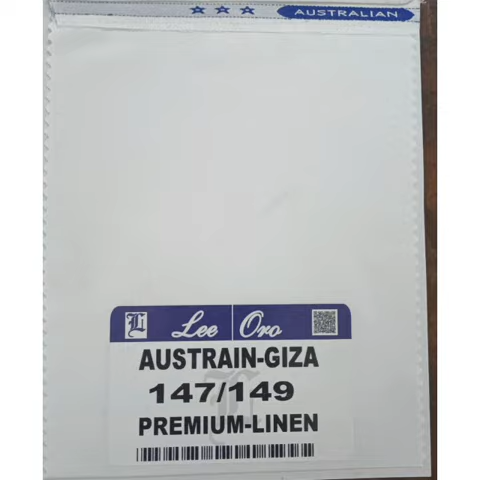 AUSTRALIAN
Lee Oro
AUSTRAIN-GIZA
147/149
PREMIUM-LINEN